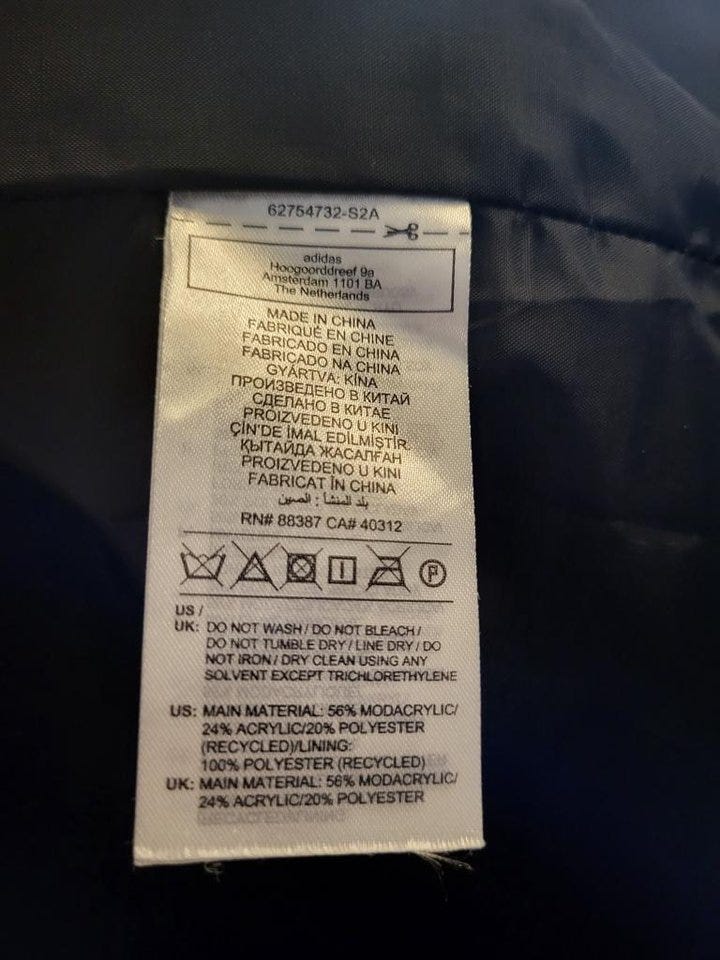 62754732-S2A
adidas
Hoogoorddreef 9a
Amsterdam 1101 BA
The Netherlands
MADE IN CHINA
FABRIQUÉ EN CHINE
FABRICADO EN CHINA
FABRICADO NA CHINA
GYÁRTVA: KÍNA
ПРОИЗВЕДЕНО В КИТАЙ
СДЕЛАНО В КИТАЕ
PROIZVEDENO U KINI
ÇİN'DE İMAL EDİLMİŞTİR
ҚЫТАЙДА ЖАСАЛҒАН
PROIZVEDENO U KINI
FABRICAT ÎN CHINA
بلد المنشأ : الصين
RN# 88387 CA# 40312
P
US /
UK: DO NOT WASH / DO NOT BLEACH /
DO NOT TUMBLE DRY / LINE DRY / DO
NOT IRON / DRY CLEAN USING ANY
SOLVENT EXCEPT TRICHLORETHYLENE
US: MAIN MATERIAL: 56% MODACRYLIC/
24% ACRYLIC/20% POLYESTER
(RECYCLED)/LINING:
100% POLYESTER (RECYCLED)
UK: MAIN MATERIAL: 56% MODACRYLIC/
24% ACRYLIC/20% POLYESTER